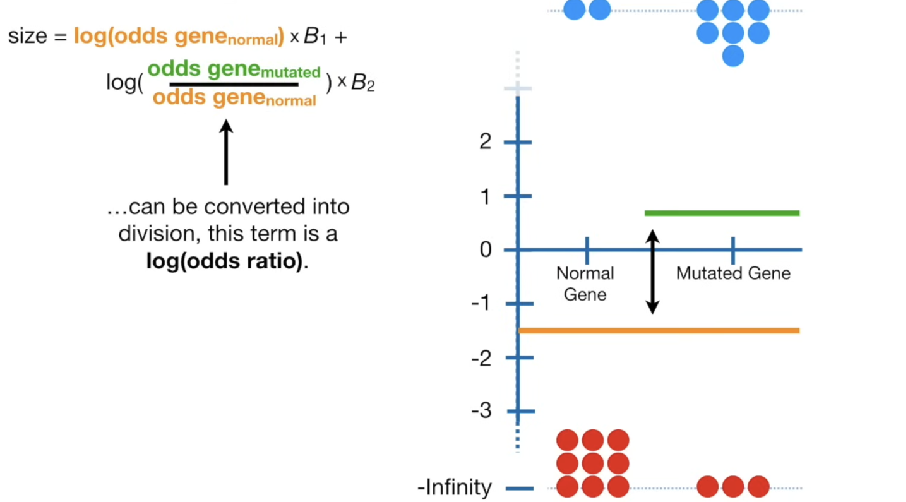 size = log(odds gene_normal) x B₁ +
log( odds gene_mutated / odds gene_normal ) x B₂
...can be converted into
division, this term is a
log(odds ratio).
2
1
0
Normal Gene
Mutated Gene
-1
-2
-3
-Infinity